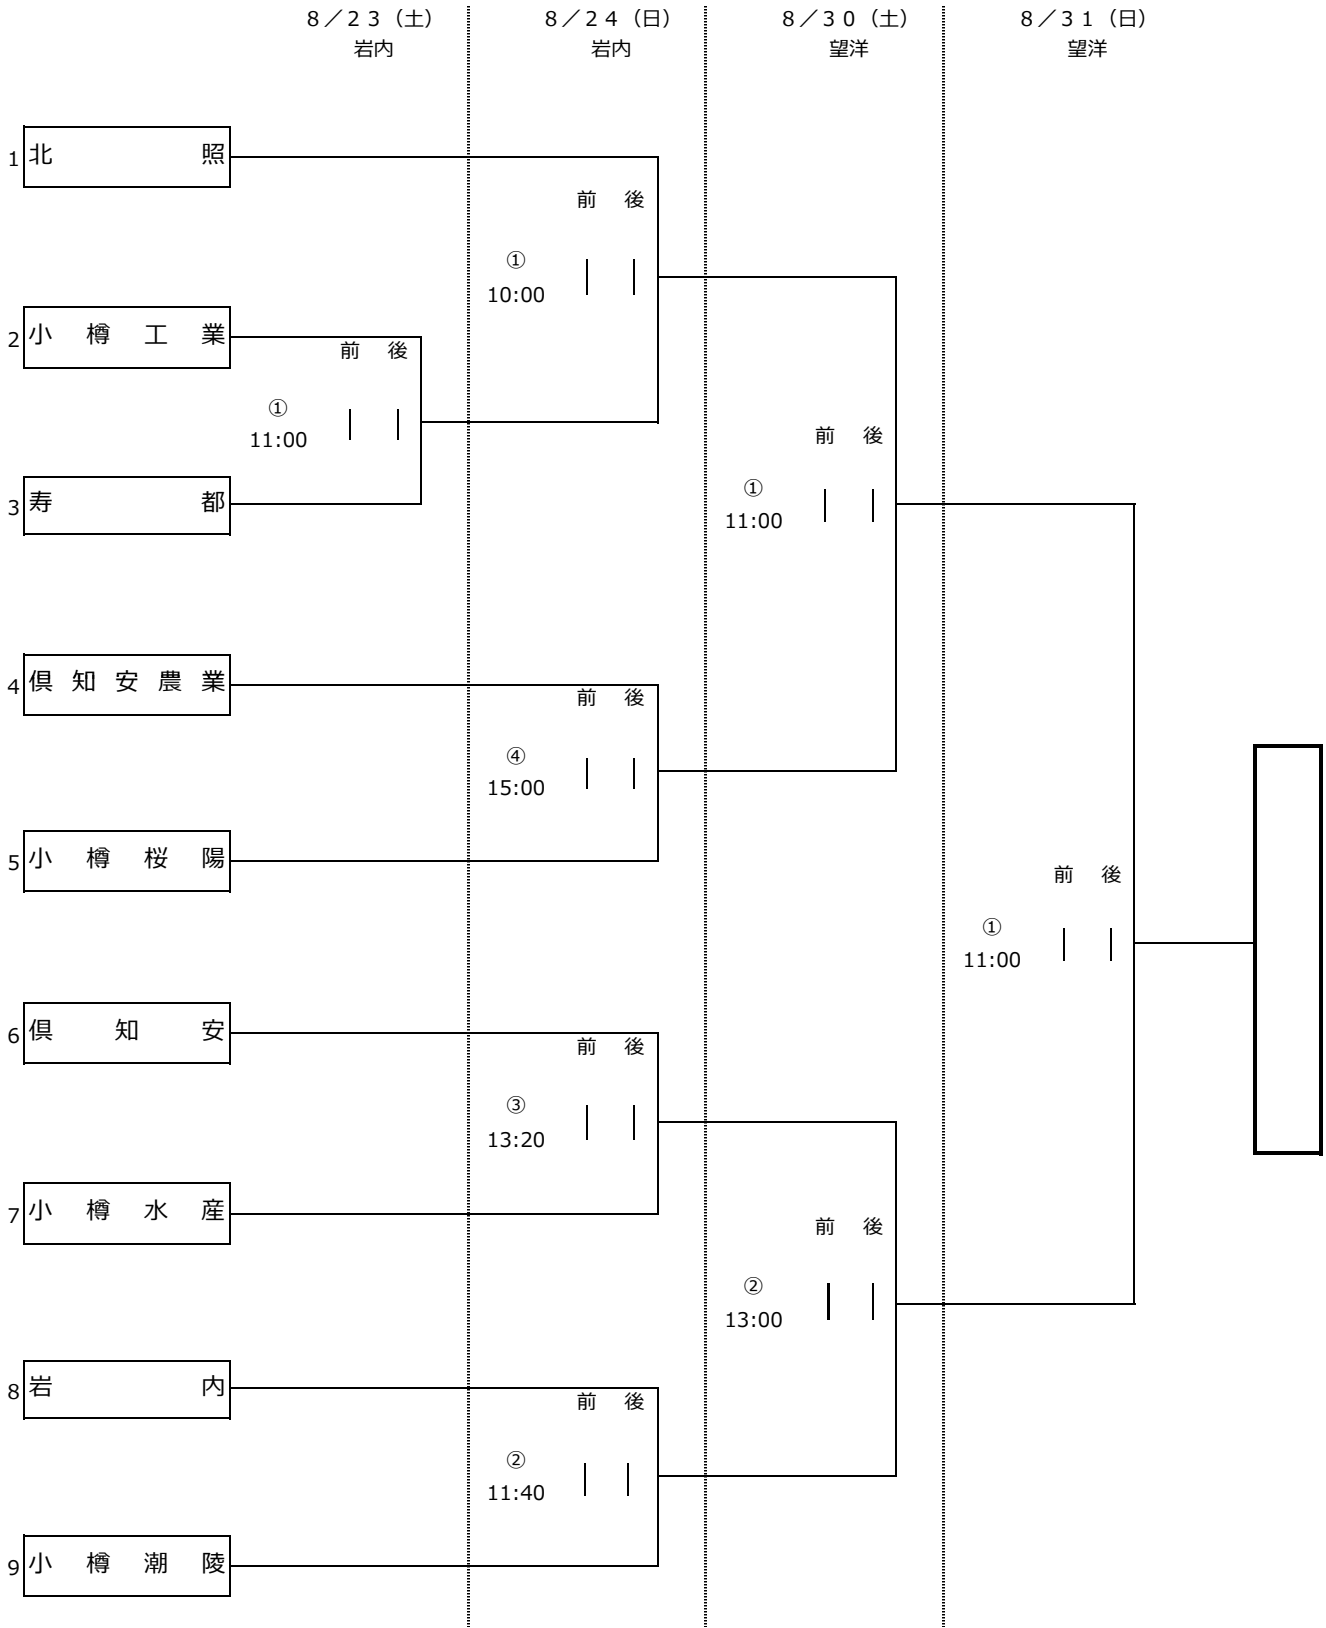 ８／２３（土） ８／２４（日） ８／３０（土） ８／３１（日）
岩内 岩内 望洋 望洋
1 北照
前 後
①
10:00
2 小樽工業
前 後
①
11:00
前 後
①
11:00
3 寿都
4 倶知安農業
前 後
④
15:00
5 小樽桜陽
前 後
①
11:00
6 倶知安
前 後
③
13:20
7 小樽水産
前 後
②
13:00
8 岩内
前 後
②
11:40
9 小樽潮陵